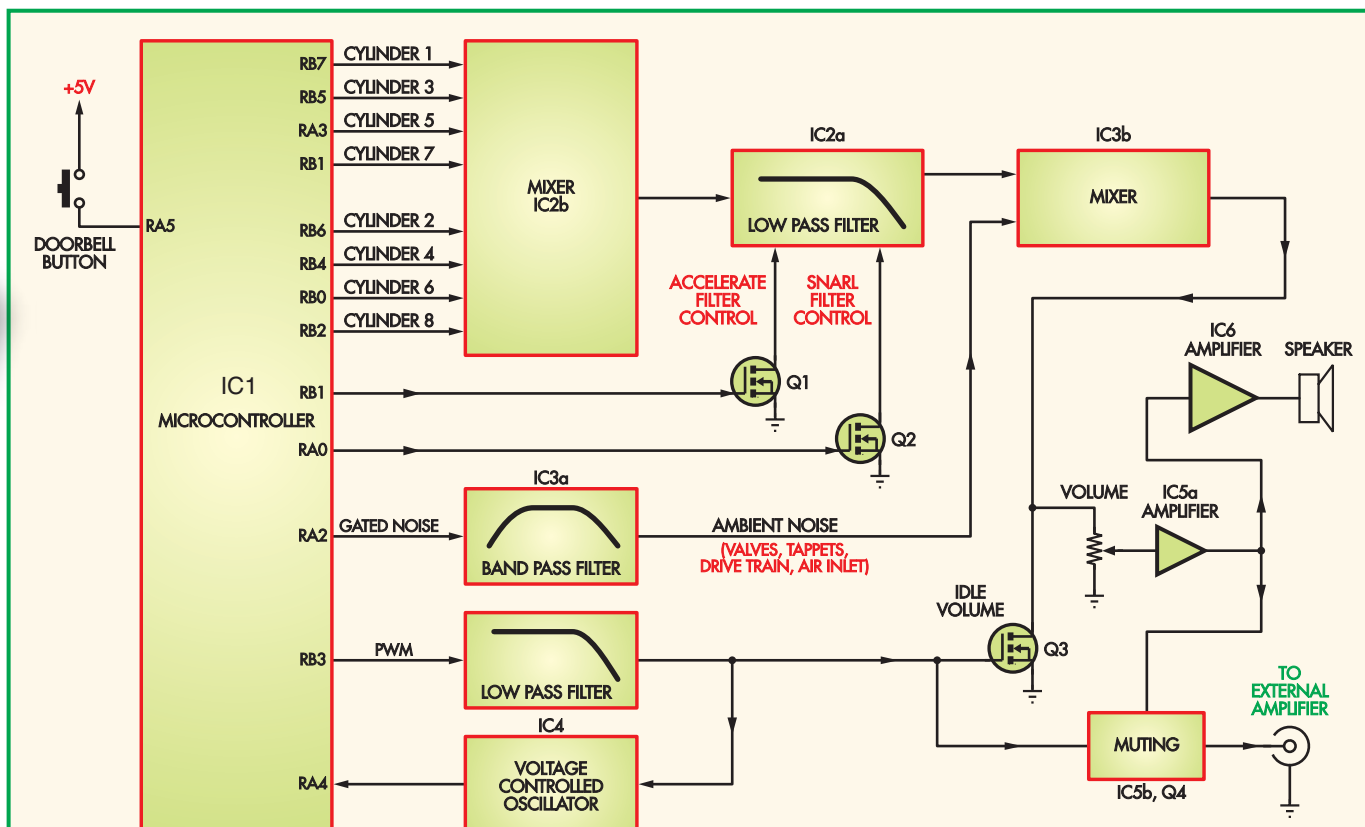 +5V
DOORBELL
BUTTON
RA5
IC1
MICROCONTROLLER
RB7
CYLINDER 1
RB5
CYLINDER 3
RA3
CYLINDER 5
RB1
CYLINDER 7
RB6
CYLINDER 2
RB4
CYLINDER 4
RB0
CYLINDER 6
RB2
CYLINDER 8
RB1
RA0
RA2
GATED NOISE
RB3
PWM
RA4
MIXER
IC2b
IC2a
LOW PASS FILTER
ACCELERATE
FILTER
CONTROL
SNARL
FILTER
CONTROL
Q1
Q2
IC3b
MIXER
IC3a
BAND PASS FILTER
AMBIENT NOISE
(VALVES, TAPPETS,
DRIVE TRAIN, AIR INLET)
LOW PASS FILTER
IC4
VOLTAGE
CONTROLLED
OSCILLATOR
IDLE
VOLUME
Q3
IC6
AMPLIFIER
SPEAKER
VOLUME
IC5a
AMPLIFIER
MUTING
IC5b, Q4
TO
EXTERNAL
AMPLIFIER